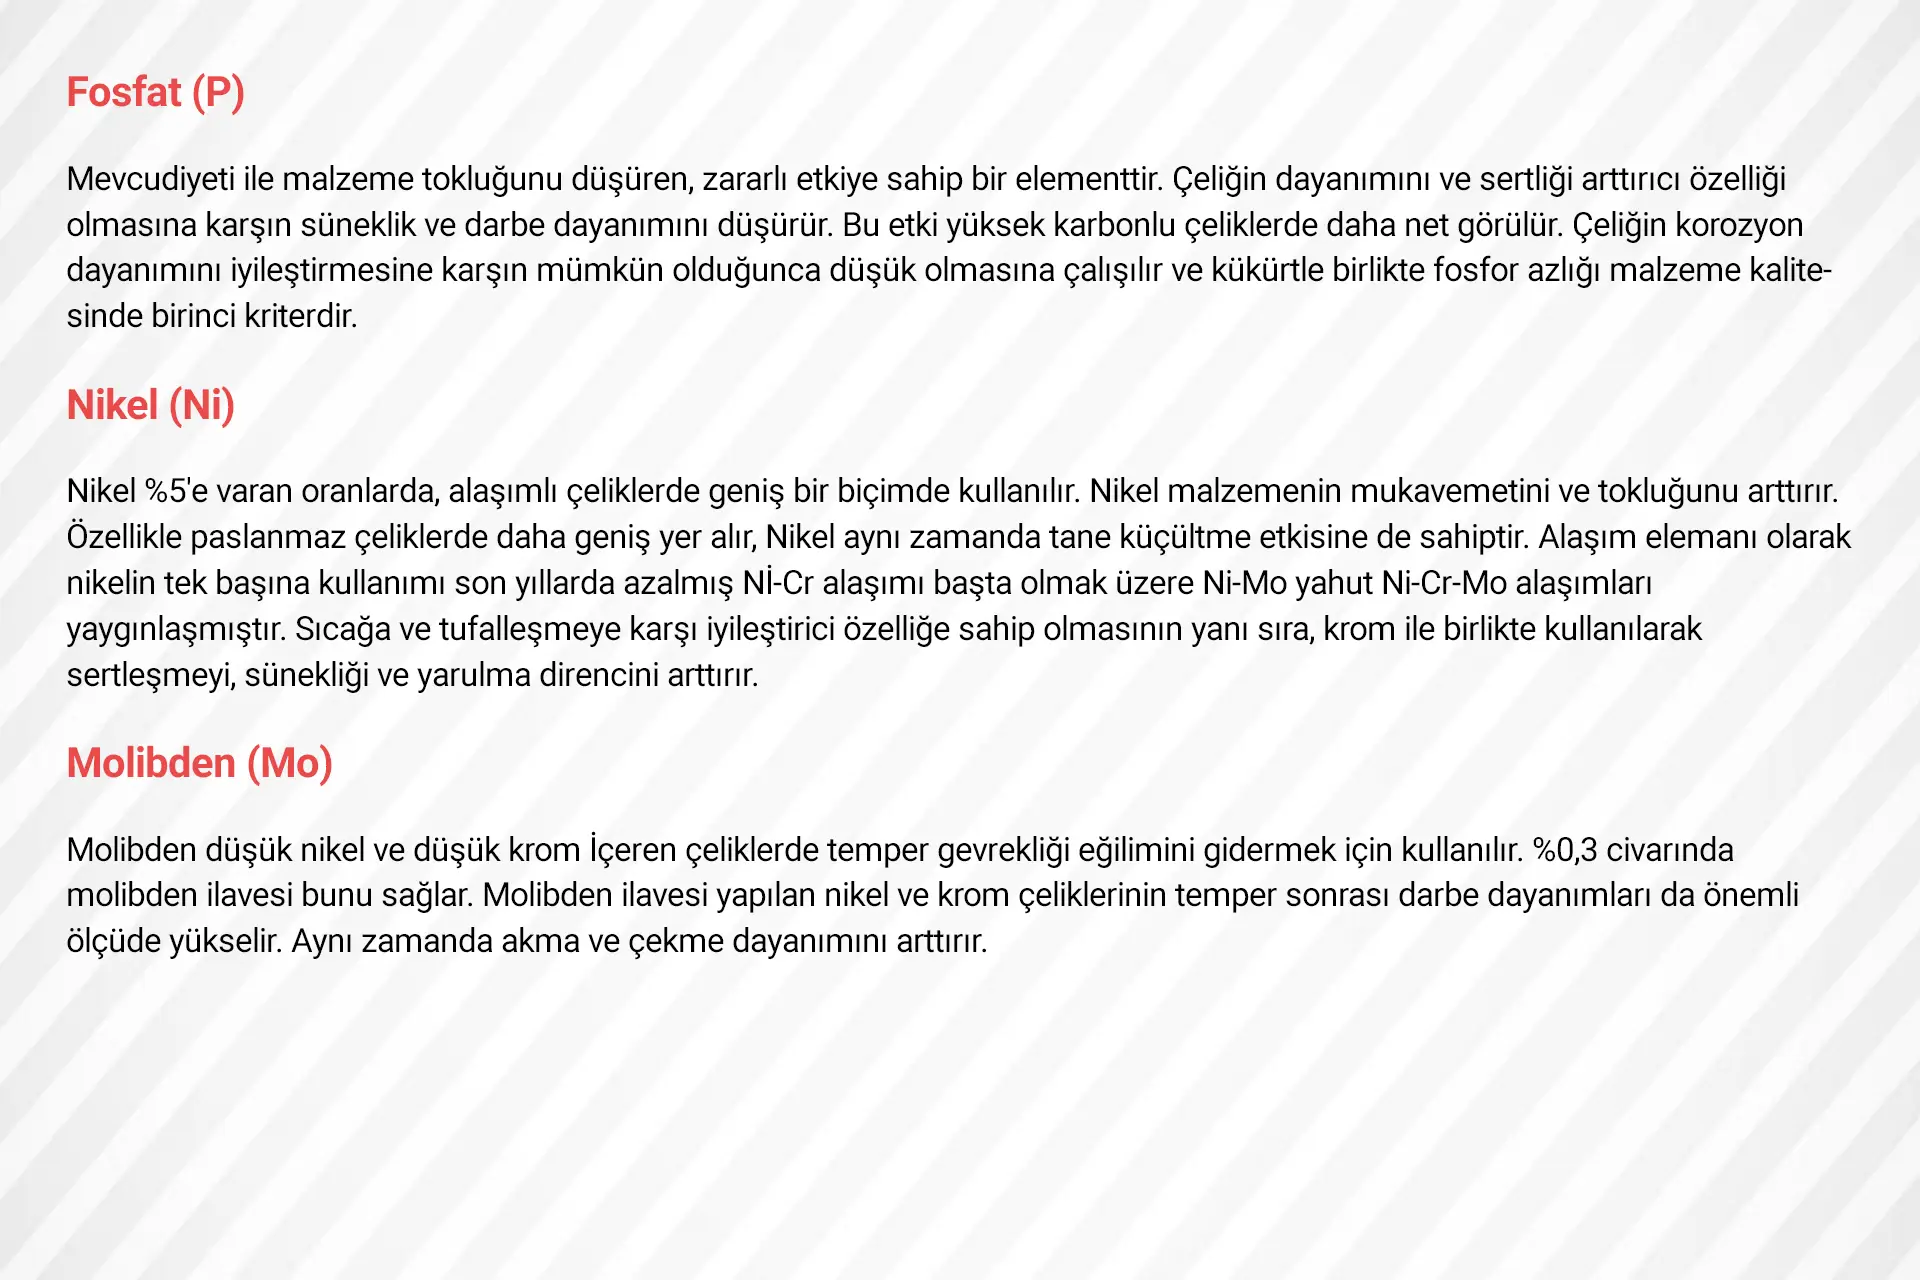 Fosfat (P)
Mevcudiyeti ile malzeme tokluğunu düşüren, zararlı etkiye sahip bir elementtir. Çeliğin dayanımını ve sertliği arttırıcı özelliği
olmasına karşın süneklik ve darbe dayanımını düşürür. Bu etki yüksek karbonlu çeliklerde daha net görülür. Çeliğin korozyon
dayanımını iyileştirmesine karşın mümkün olduğunca düşük olmasına çalışılır ve kükürtle birlikte fosfor azlığı malzeme kalite-
sinde birinci kriterdir.
Nikel (Ni)
Nikel %5'e varan oranlarda, alaşımlı çeliklerde geniş bir biçimde kullanılır. Nikel malzemenin mukavemetini ve tokluğunu arttırır.
Özellikle paslanmaz çeliklerde daha geniş yer alır, Nikel aynı zamanda tane küçültme etkisine de sahiptir. Alaşım elemanı olarak
nikelin tek başına kullanımı son yıllarda azalmış Nİ-Cr alaşımı başta olmak üzere Ni-Mo yahut Ni-Cr-Mo alaşımları
yaygınlaşmıştır. Sıcağa ve tufalleşmeye karşı iyileştirici özelliğe sahip olmasının yanı sıra, krom ile birlikte kullanılarak
sertleşmeyi, sünekliği ve yarulma direncini arttırır.
Molibden (Mo)
Molibden düşük nikel ve düşük krom İçeren çeliklerde temper gevrekliği eğilimini gidermek için kullanılır. %0,3 civarında
molibden ilavesi bunu sağlar. Molibden ilavesi yapılan nikel ve krom çeliklerinin temper sonrası darbe dayanımları da önemli
ölçüde yükselir. Aynı zamanda akma ve çekme dayanımını arttırır.